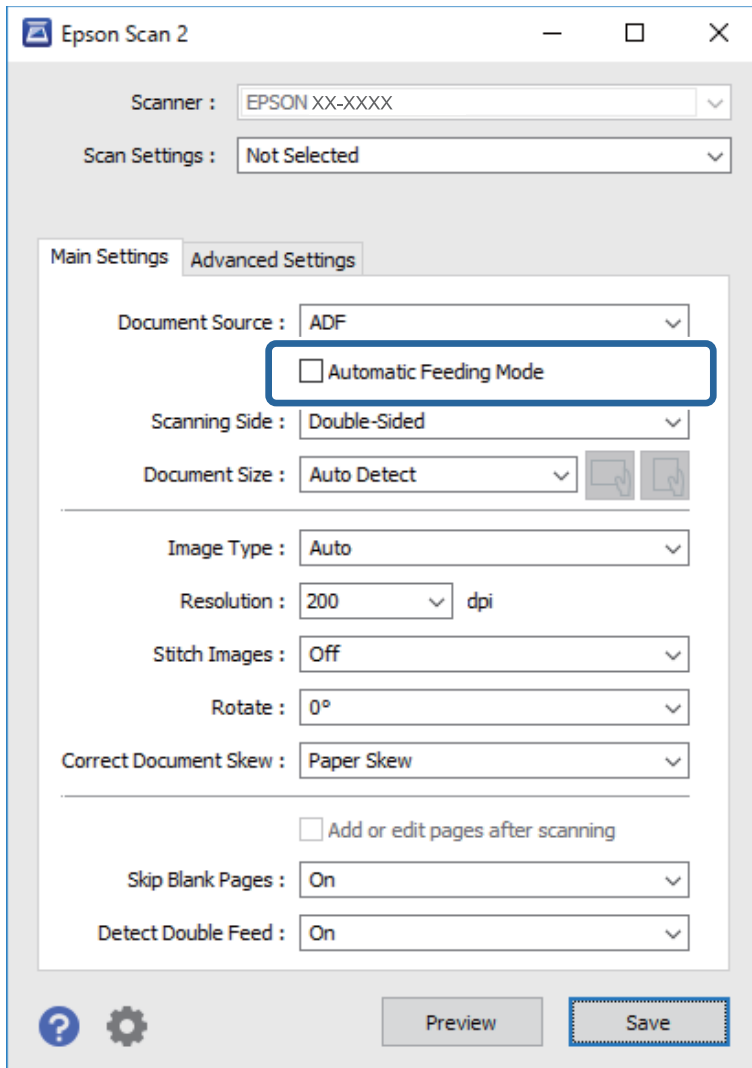 Epson Scan 2
Scanner : EPSON XX-XXXX
Scan Settings : Not Selected
Main Settings Advanced Settings
Document Source : ADF
Automatic Feeding Mode
Scanning Side : Double-Sided
Document Size : Auto Detect
Image Type : Auto
Resolution : 200 dpi
Stitch Images : Off
Rotate : 0°
Correct Document Skew : Paper Skew
Add or edit pages after scanning
Skip Blank Pages : On
Detect Double Feed : On
? Preview Save